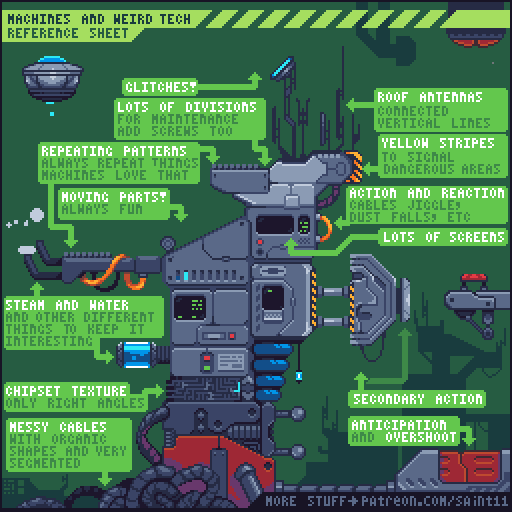 MACHINES AND WEIRD TECH
REFERENCE SHEET
GLITCHES?
LOTS OF DIVISIONS
FOR MAINTENANCE
ADD SCREWS TOO
ROOF ANTENNAS
CONNECTED
VERTICAL LINES
REPEATING PATTERNS
ALWAYS REPEAT THINGS
MACHINES LOVE THAT
YELLOW STRIPES
TO SIGNAL
DANGEROUS AREAS
MOVING PARTS?
ALWAYS FUN
ACTION AND REACTION
CABLES JIGGLE,
DUST FALLS, ETC
LOTS OF SCREENS
STEAM AND WATER
AND OTHER DIFFERENT
THINGS TO KEEP IT
INTERESTING
CHIPSET TEXTURE
ONLY RIGHT ANGLES
SECONDARY ACTION
MESSY CABLES
WITH ORGANIC
SHAPES AND VERY
SEGMENTED
ANTICIPATION
AND OVERSHOOT
MORE STUFF→PATREON.COM/SAINT11